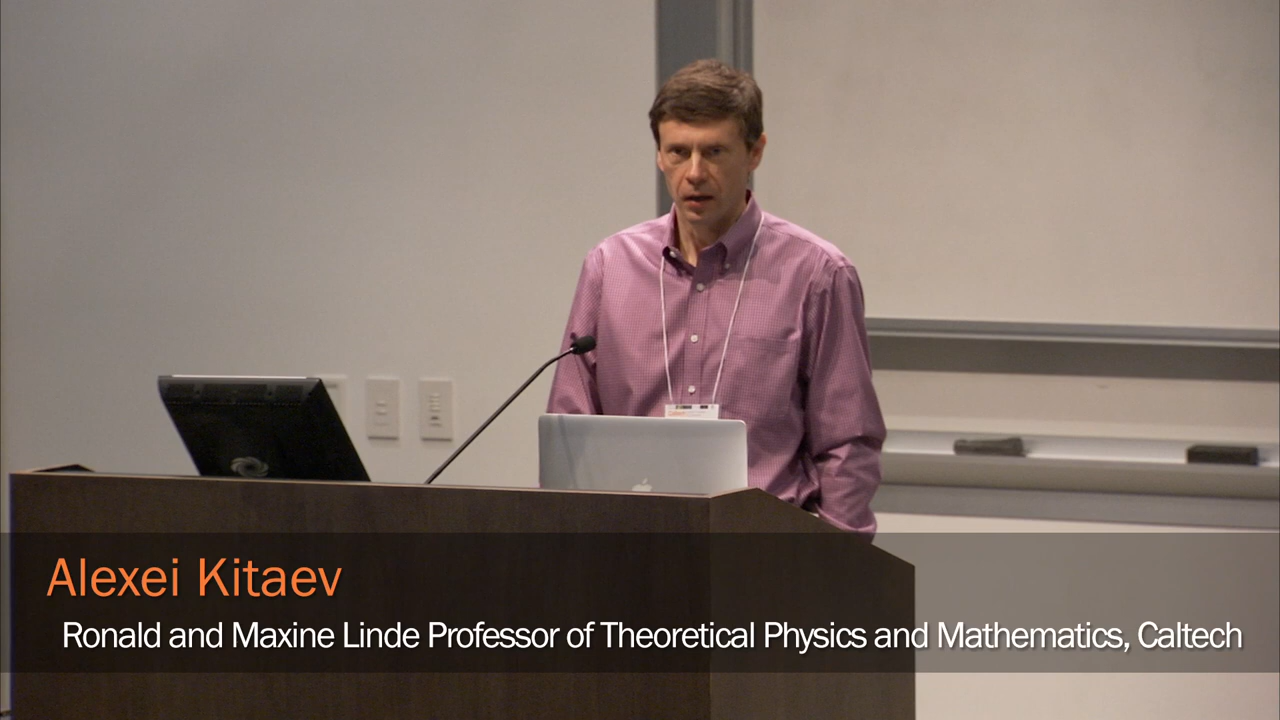 Alexei Kitaev
Ronald and Maxine Linde Professor of Theoretical Physics and Mathematics, Caltech